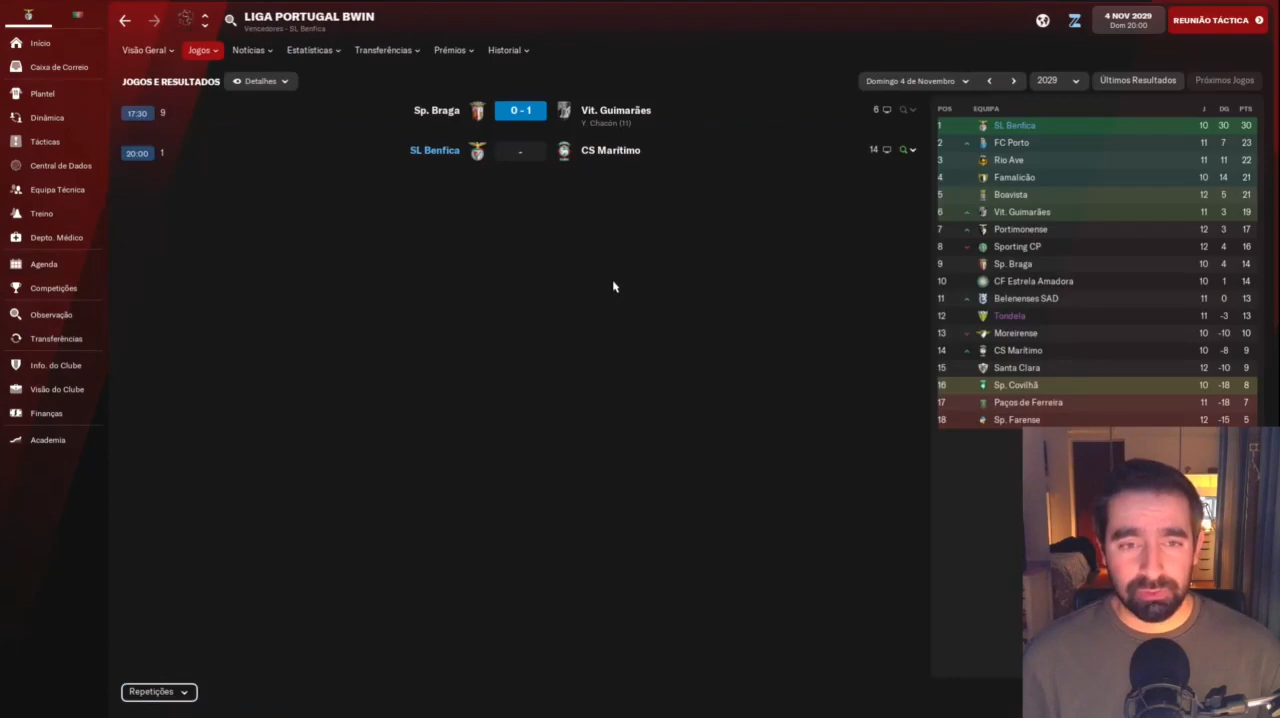 LIGA PORTUGAL BWIN
Vencedores - SL Benfica
4 NOV 2029
Dom 20:00
REUNIÃO TÁCTICA
Início
Caixa de Correio
Plantel
Dinâmica
Tácticas
Central de Dados
Equipa Técnica
Treino
Depto. Médico
Agenda
Competições
Observação
Transferências
Info. do Clube
Visão do Clube
Finanças
Academia
Visão Geral
Jogos
Notícias
Estatísticas
Transferências
Prémios
Historial
JOGOS E RESULTADOS
Detalhes
Domingo 4 de Novembro
2029
Últimos Resultados
Próximos Jogos
17:30 9 Sp. Braga 0 - 1 Vit. Guimarães 6
Y. Chacón (11)
20:00 1 SL Benfica - CS Marítimo 14
POS EQUIPA J DG PTS
1 SL Benfica 10 30 30
2 FC Porto 11 7 23
3 Rio Ave 11 11 22
4 Famalicão 10 14 21
5 Boavista 12 5 21
6 Vit. Guimarães 11 3 19
7 Portimonense 12 3 17
8 Sporting CP 12 4 16
9 Sp. Braga 10 4 14
10 CF Estrela Amadora 10 1 14
11 Belenenses SAD 11 0 13
12 Tondela 11 -3 13
13 Moreirense 10 -10 10
14 CS Marítimo 10 -8 9
15 Santa Clara 12 -10 9
16 Sp. Covilhã 10 -18 8
17 Paços de Ferreira 11 -18 7
18 Sp. Farense 12 -15 5
Repetições